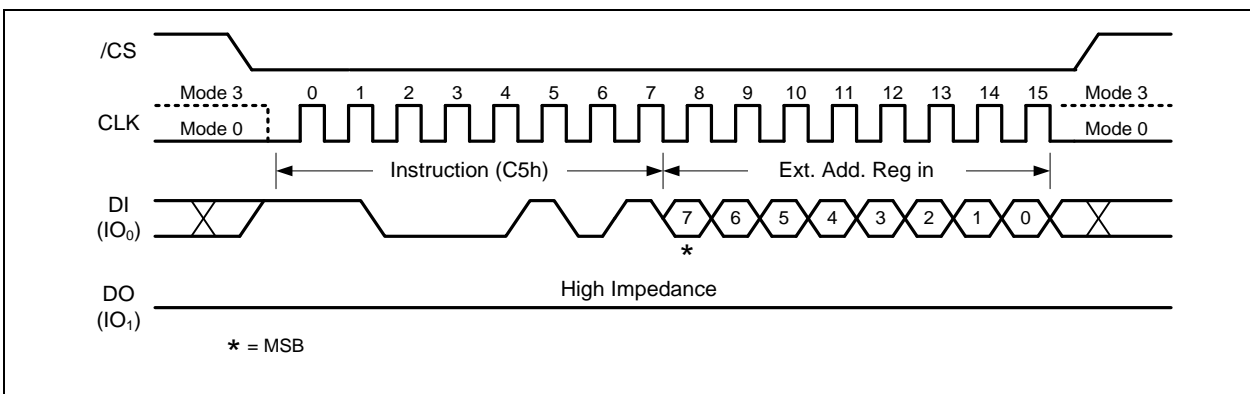 /CS
Mode 3 0 1 2 3 4 5 6 7 8 9 10 11 12 13 14 15 Mode 3
CLK
Mode 0 Mode 0
Instruction (C5h) Ext. Add. Reg in
DI
(IO₀)
7 6 5 4 3 2 1 0
*
High Impedance
DO
(IO₁)
* = MSB